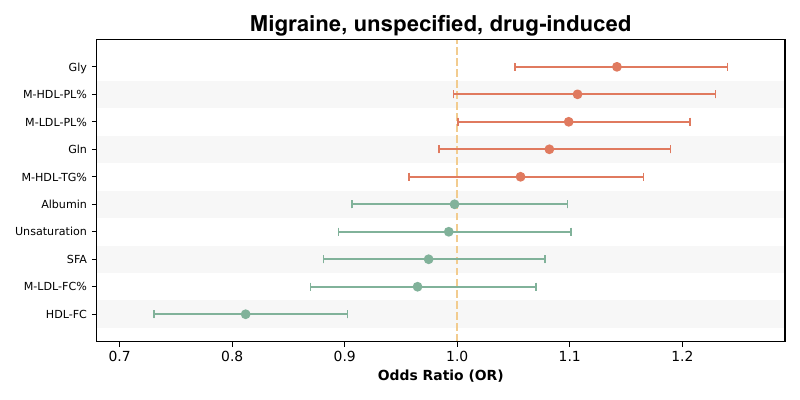 Migraine, unspecified, drug-induced
Gly
M-HDL-PL%
M-LDL-PL%
Gln
M-HDL-TG%
Albumin
Unsaturation
SFA
M-LDL-FC%
HDL-FC
0.7 0.8 0.9 1.0 1.1 1.2
Odds Ratio (OR)